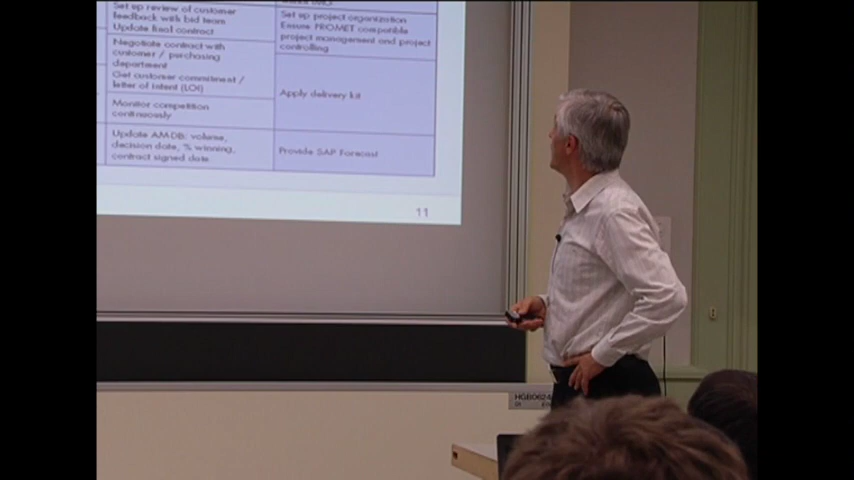 Set up review of customer
feedback with bid team
Update final contract
Set up project organization
Ensure PROMET compatible
project management and project
controlling
Negotiate contract with
customer / purchasing
department
Get customer commitment /
letter of intent (LOI)
Apply delivery kit
Monitor competition
continuously
Update AM-DB: volume,
decision date, % winning,
contract signed date
Provide SAP Forecast
11